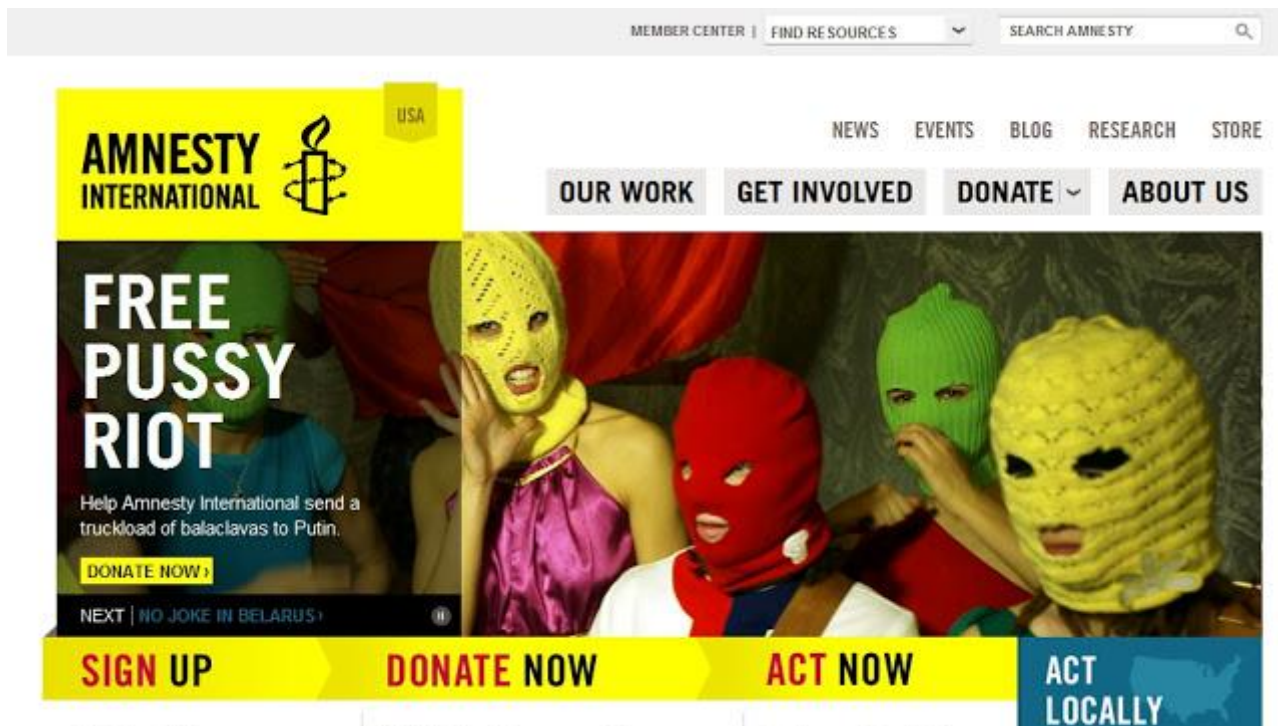 MEMBER CENTER |
FIND RESOURCES
SEARCH AMNESTY
USA
AMNESTY
INTERNATIONAL
NEWS EVENTS BLOG RESEARCH STORE
OUR WORK GET INVOLVED DONATE ABOUT US
FREE
PUSSY
RIOT
Help Amnesty International send a
truckload of balaclavas to Putin.
DONATE NOW ›
NEXT | NO JOKE IN BELARUS ›
SIGN UP
DONATE NOW
ACT NOW
ACT
LOCALLY